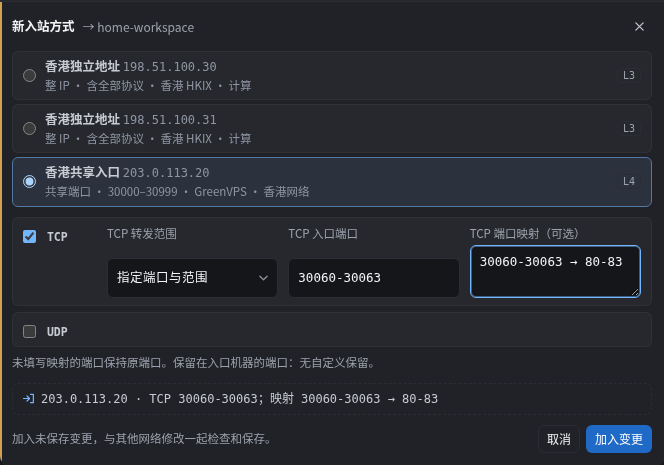 新入站方式 → home-workspace ×
香港独立地址 198.51.100.30
整 IP · 含全部协议 · 香港 HKIX · 计算
L3
香港独立地址 198.51.100.31
整 IP · 含全部协议 · 香港 HKIX · 计算
L3
香港共享入口 203.0.113.20
共享端口 · 30000–30999 · GreenVPS · 香港网络
L4
TCP
TCP 转发范围
指定端口与范围
TCP 入口端口
30060-30063
TCP 端口映射（可选）
30060-30063 → 80-83
UDP
未填写映射的端口保持原端口。保留在入口机器的端口：无自定义保留。
203.0.113.20 · TCP 30060-30063；映射 30060-30063 → 80-83
加入未保存变更，与其他网络修改一起检查和保存。
取消
加入变更